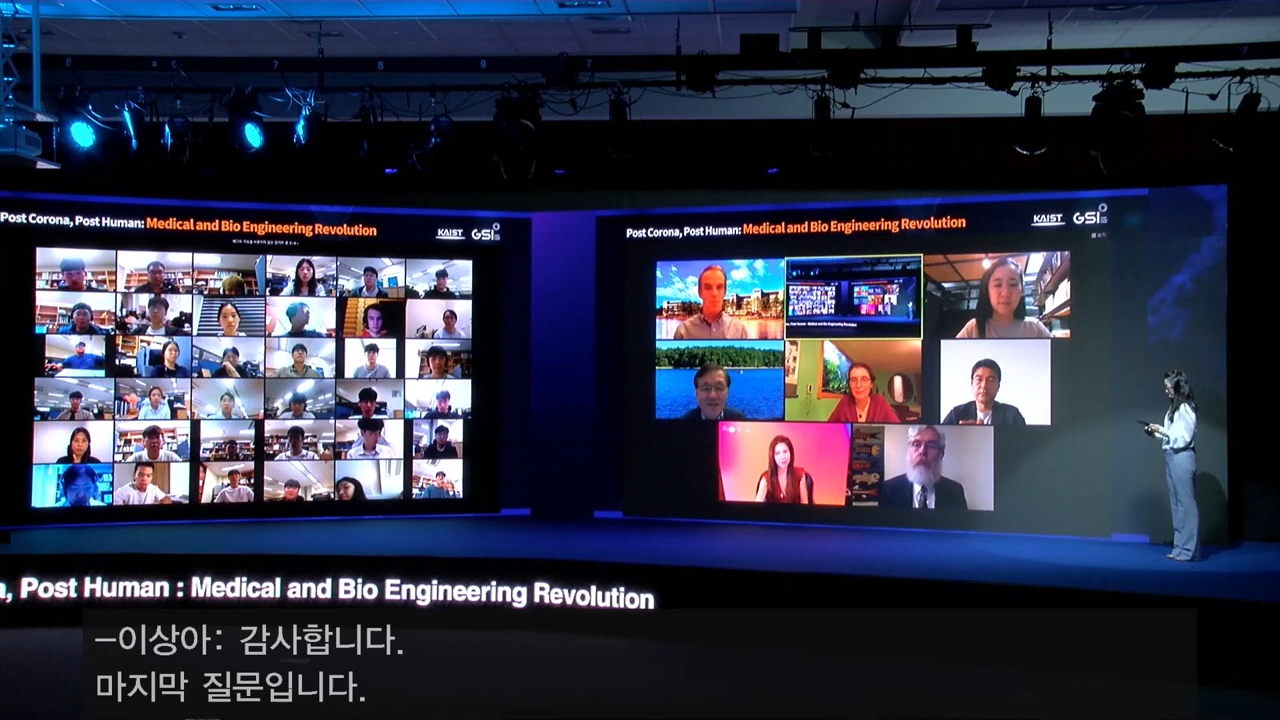 Post Corona, Post Human: Medical and Bio Engineering Revolution
KAIST GSI
Post Corona, Post Human: Medical and Bio Engineering Revolution
KAIST GSI
, Post Human : Medical and Bio Engineering Revolution
–이상아: 감사합니다.
마지막 질문입니다.